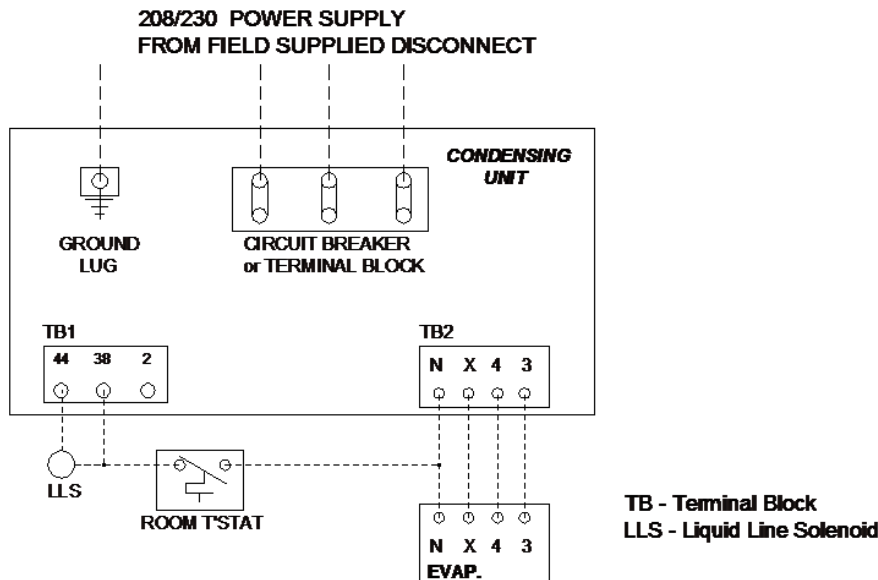 208/230 POWER SUPPLY
FROM FIELD SUPPLIED DISCONNECT
CONDENSING
UNIT
GROUND
LUG
CIRCUIT BREAKER
or TERMINAL BLOCK
TB1
44 38 2
TB2
N X 4 3
LLS
ROOM T'STAT
N X 4 3
EVAP.
TB - Terminal Block
LLS - Liquid Line Solenoid